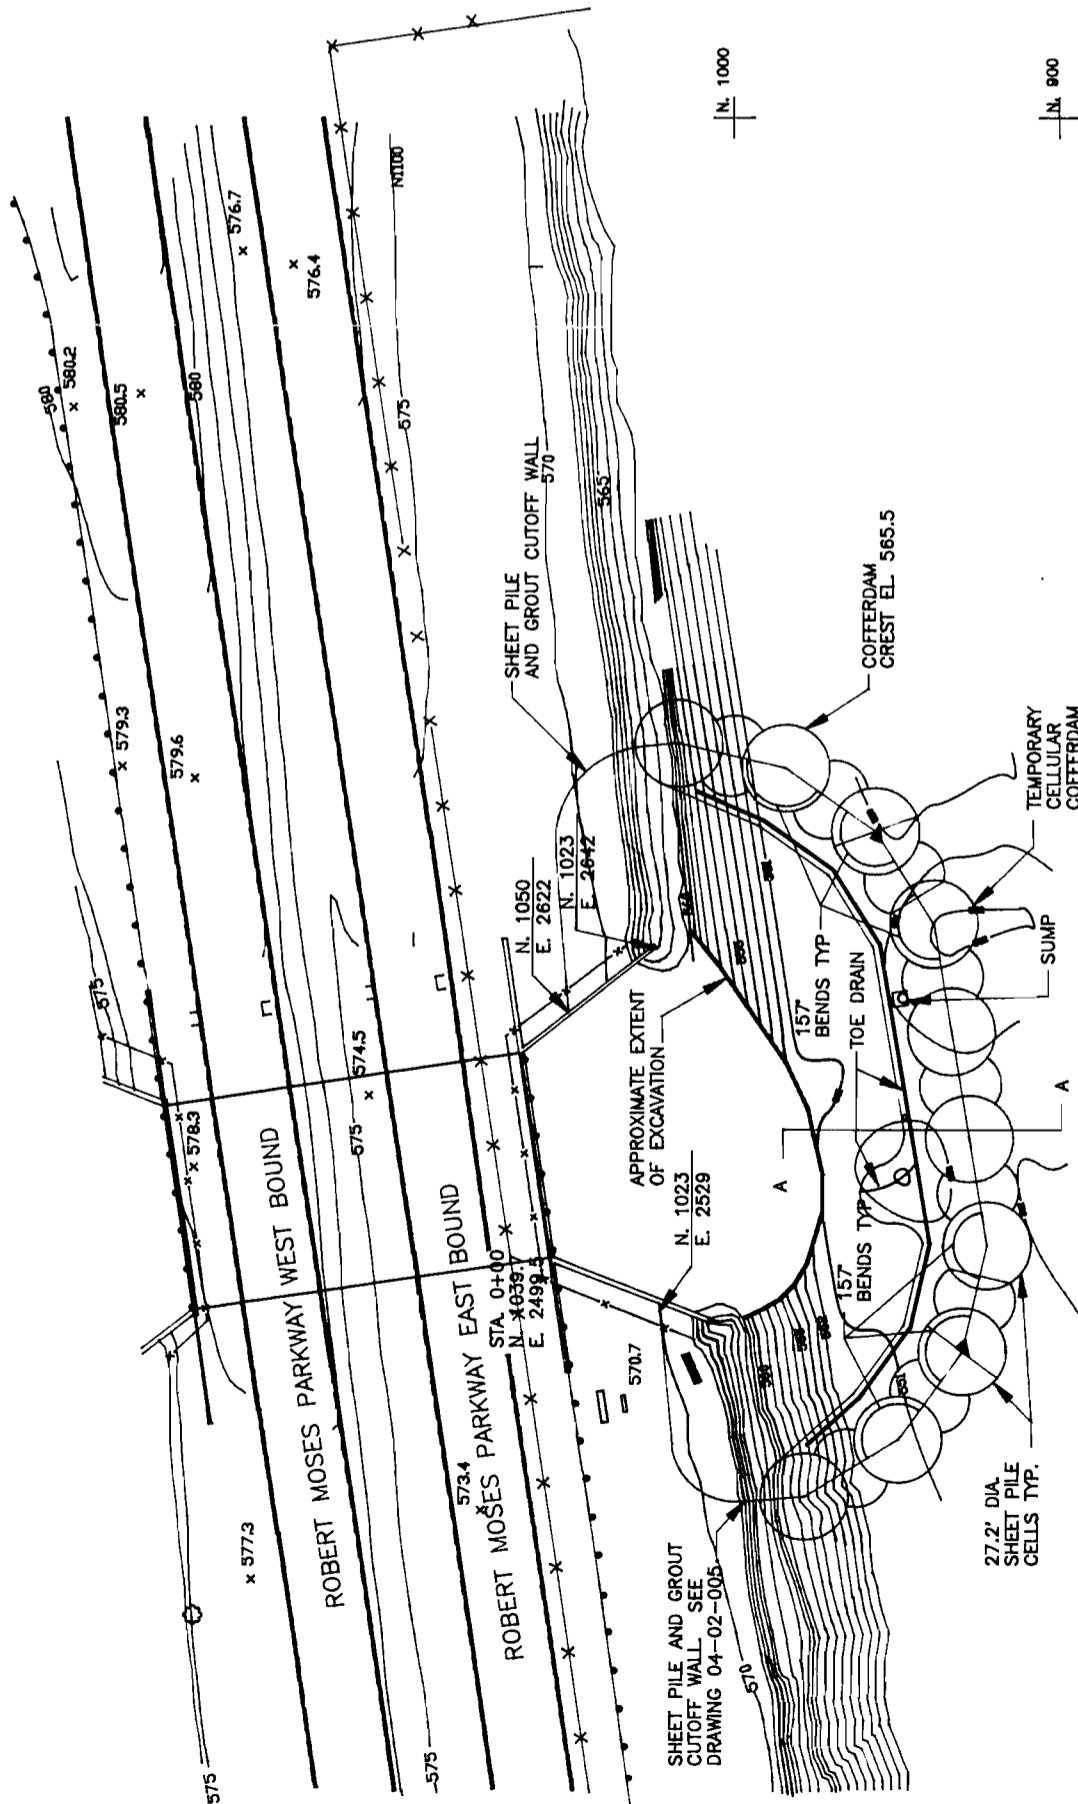 N. 1000
N. 900
N1100
576.7
576.4
580
580.2
580.5
580
575
579.3
579.6
SHEET PILE
AND GROUT CUTOFF WALL
570
565
COFFERDAM
CREST EL. 565.5
TEMPORARY
CELLULAR
COFFERDAM
SUMP
N. 1050
E. 2622
N. 1023
E. 2642
575
574.5
575
578.3
APPROXIMATE EXTENT
OF EXCAVATION
157°
BENDS TYP
TOE DRAIN
A
A
N. 1023
E. 2529
157°
BENDS TYP
ROBERT MOSES PARKWAY WEST BOUND
ROBERT MOSES PARKWAY EAST BOUND
STA. 0+00
E. 2499.5
570.7
573.4
577.3
575
575
570
551
SHEET PILE AND GROUT
CUTOFF WALL SEE
DRAWING 04-02-005
27.2' DIA.
SHEET PILE
CELLS TYP.